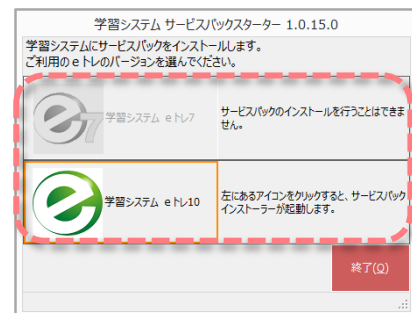 学習システム サービスパックスターター 1.0.15.0
学習システムにサービスパックをインストールします。
ご利用のｅトレのバージョンを選んでください。
学習システム ｅトレ7
サービスパックのインストールを行うことはできま
せん。
学習システム ｅトレ10
左にあるアイコンをクリックすると、サービスパック
インストーラーが起動します。
終了(Q)